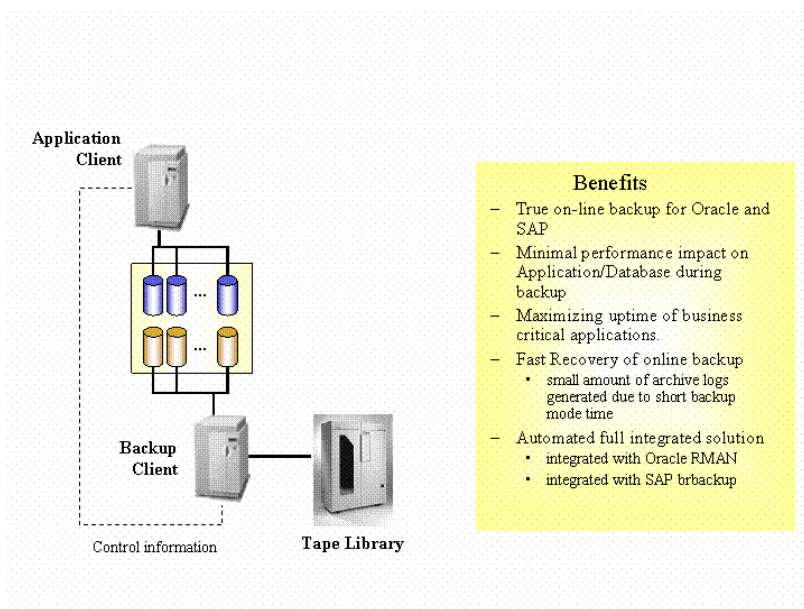 Application
Client
...
...
Backup
Client
Control information
Tape Library
Benefits
– True on-line backup for Oracle and
SAP
– Minimal performance impact on
Application/Database during
backup
– Maximizing uptime of business
critical applications.
– Fast Recovery of online backup
• small amount of archive logs
generated due to short backup
mode time
– Automated full integrated solution
• integrated with Oracle RMAN
• integrated with SAP brbackup